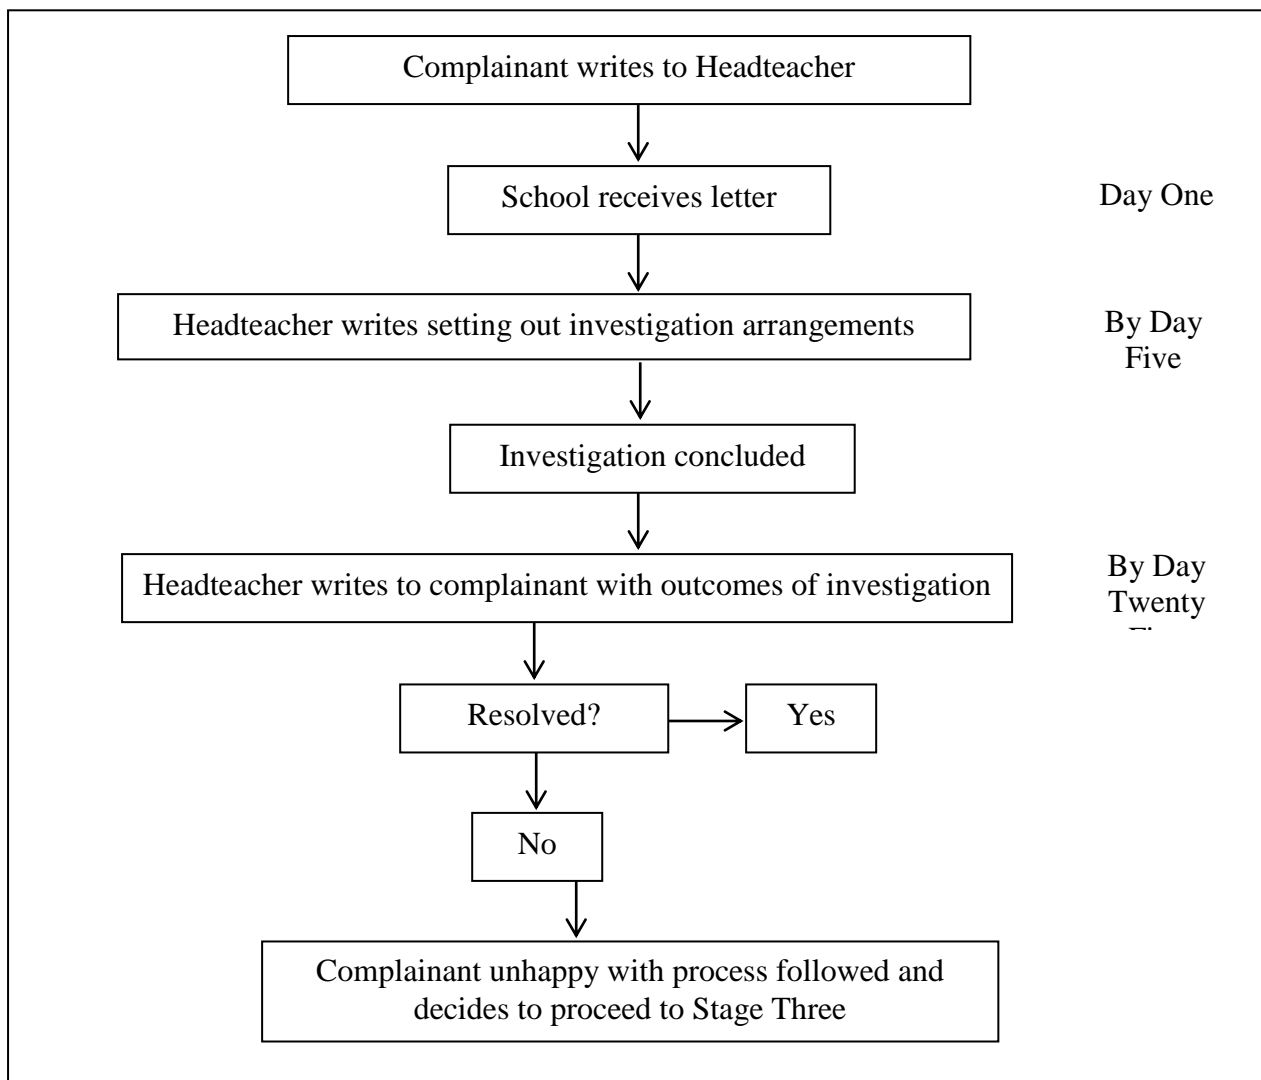 Complainant writes to Headteacher
School receives letter
Day One
Headteacher writes setting out investigation arrangements
By Day
Five
Investigation concluded
Headteacher writes to complainant with outcomes of investigation
By Day
Twenty
Resolved?
Yes
No
Complainant unhappy with process followed and
decides to proceed to Stage Three